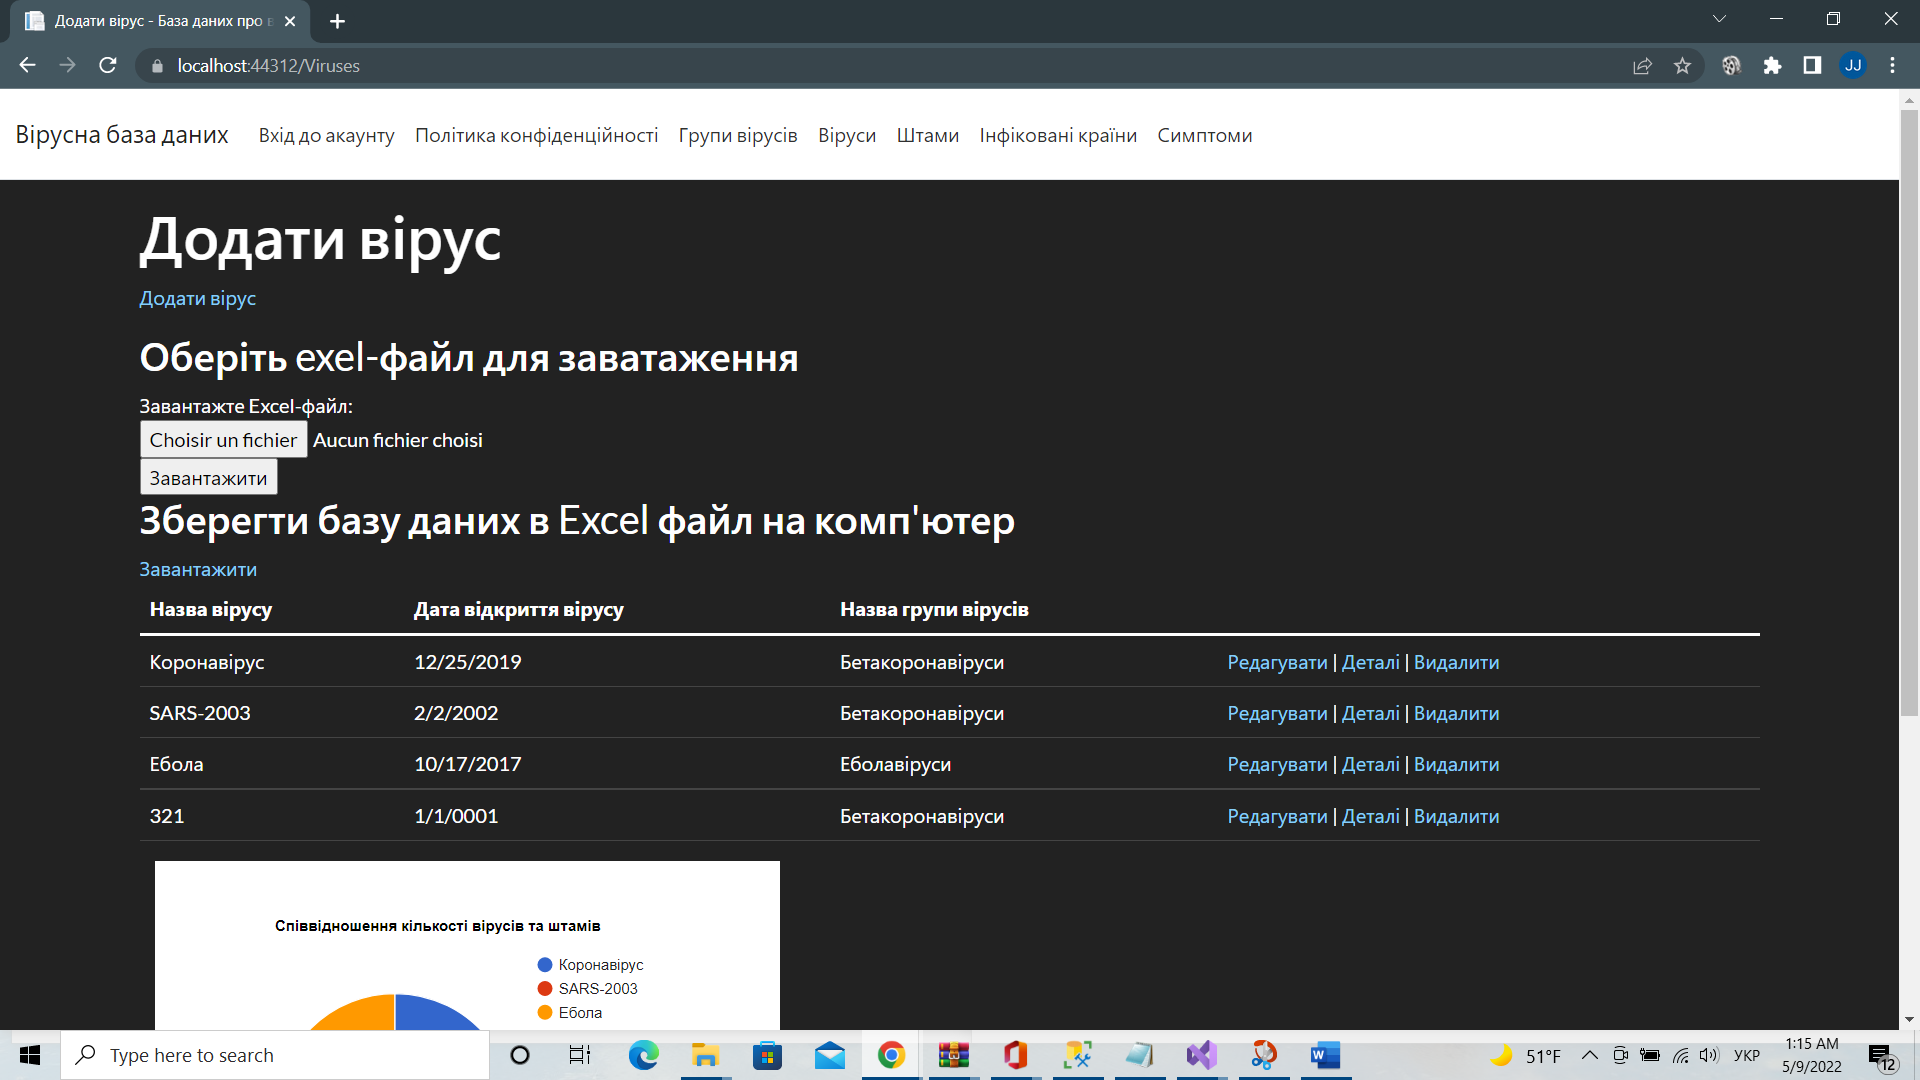 Додати вірус - База даних про в
localhost:44312/Viruses
JJ
Вірусна база даних Вхід до акаунту Політика конфіденційності Групи вірусів Віруси Штами Інфіковані країни Симптоми
Додати вірус
Додати вірус
Оберіть exel-файл для заватаження
Завантажте Excel-файл:
Choisir un fichier Aucun fichier choisi
Завантажити
Зберегти базу даних в Excel файл на комп'ютер
Завантажити
Назва вірусу Дата відкриття вірусу Назва групи вірусів
Коронавірус 12/25/2019 Бетакоронавіруси Редагувати | Деталі | Видалити
SARS-2003 2/2/2002 Бетакоронавіруси Редагувати | Деталі | Видалити
Ебола 10/17/2017 Еболавіруси Редагувати | Деталі | Видалити
321 1/1/0001 Бетакоронавіруси Редагувати | Деталі | Видалити
Співвідношення кількості вірусів та штамів
Коронавірус
SARS-2003
Ебола
Type here to search
51°F
УКР
1:15 AM
5/9/2022
12